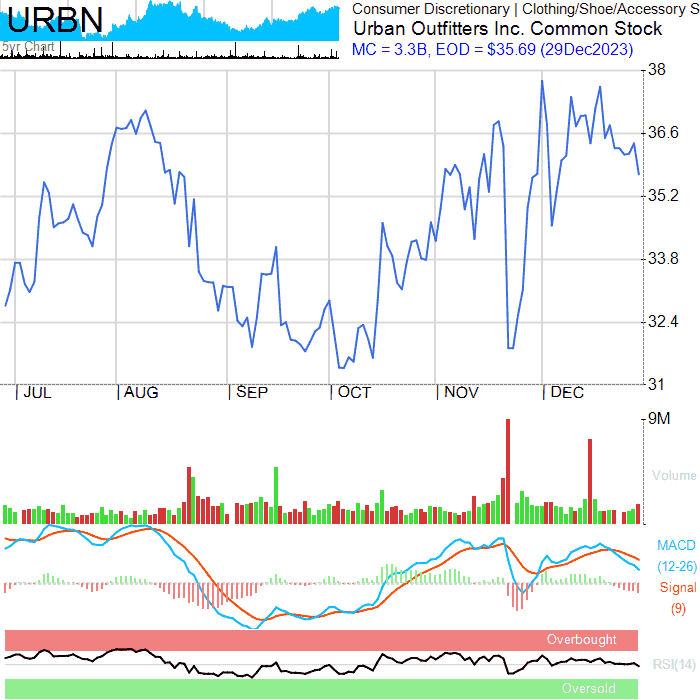 URBN
5yr Chart
Consumer Discretionary | Clothing/Shoe/Accessory S
Urban Outfitters Inc. Common Stock
MC = 3.3B, EOD = $35.69 (29Dec2023)
38
36.6
35.2
33.8
32.4
31
| JUL | AUG | SEP | OCT | NOV | DEC
9M
Volume
MACD
(12-26)
Signal
(9)
Overbought
RSI(14)
Oversold